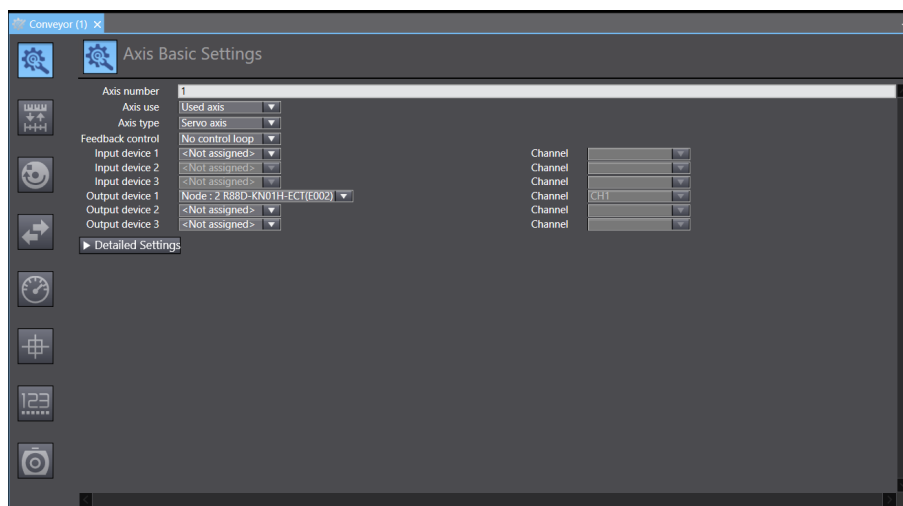 Conveyor (1) ×
Axis Basic Settings
Axis number 1
Axis use Used axis
Axis type Servo axis
Feedback control No control loop
Input device 1 <Not assigned> Channel
Input device 2 <Not assigned> Channel
Input device 3 <Not assigned> Channel
Output device 1 Node : 2 R88D-KN01H-ECT(E002) Channel CH1
Output device 2 <Not assigned> Channel
Output device 3 <Not assigned> Channel
▶ Detailed Settings
123